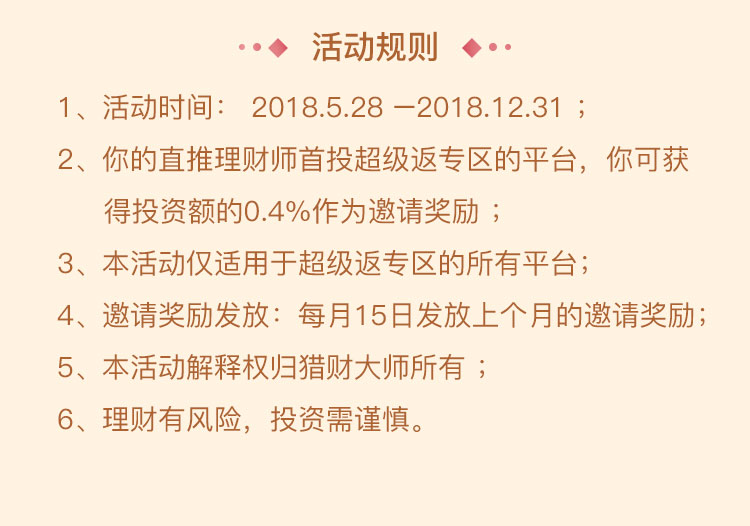 活动规则
1、活动时间： 2018.5.28 —2018.12.31 ；
2、你的直推理财师首投超级返专区的平台，你可获
得投资额的0.4%作为邀请奖励 ；
3、本活动仅适用于超级返专区的所有平台；
4、邀请奖励发放：每月15日发放上个月的邀请奖励；
5、本活动解释权归猎财大师所有 ；
6、理财有风险，投资需谨慎。